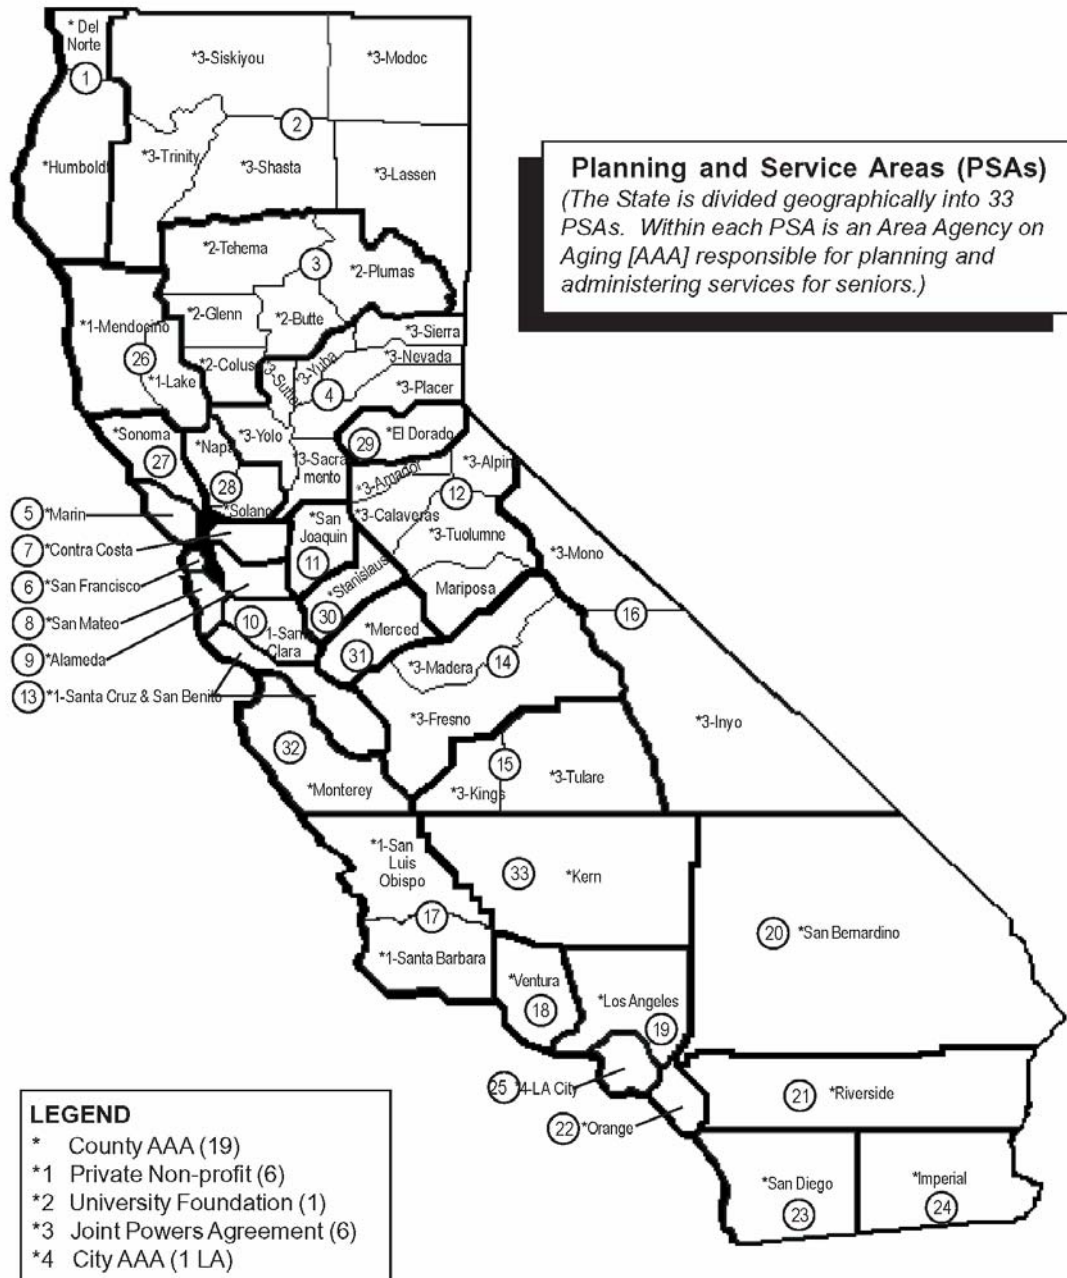 * Del
Norte
1
*3-Siskiyou
*3-Modoc
2
*Humboldt
*3-Trinity
*3-Shasta
*3-Lassen
Planning and Service Areas (PSAs)
(The State is divided geographically into 33
PSAs. Within each PSA is an Area Agency on
Aging [AAA] responsible for planning and
administering services for seniors.)
*2-Tehema
3
*2-Plumas
*2-Glenn
*2-Butte
*1-Mendocino
*3-Sierra
26
*2-Colus
*3-Sutter
*3-Yuba
*3-Nevada
*1-Lake
4
*3-Placer
*Sonoma
27
*Napa
28
*3-Yolo
29
*El Dorado
*3-Sacra
mento
*3-Amador
*3-Alpin
12
*Solano
5 *Marin
*San
Joaquin
11
*3-Calaveras
*3-Tuolumne
*3-Mono
7 *Contra Costa
6 *San Francisco
*Stanislaus
30
Mariposa
16
8 *San Mateo
10
1-Santa
Clara
*Merced
31
9 *Alameda
*3-Madera
14
13 *1-Santa Cruz & San Benito
*3-Fresno
*3-Inyo
32
*Monterey
15
*3-Kings
*3-Tulare
*1-San
Luis
Obispo
33
*Kern
17
20 *San Bernardino
*1-Santa Barbara
*Ventura
18
*Los Angeles
19
25 *4-LA City
21 *Riverside
22 *Orange
*San Diego
23
*Imperial
24
LEGEND
* County AAA (19)
*1 Private Non-profit (6)
*2 University Foundation (1)
*3 Joint Powers Agreement (6)
*4 City AAA (1 LA)